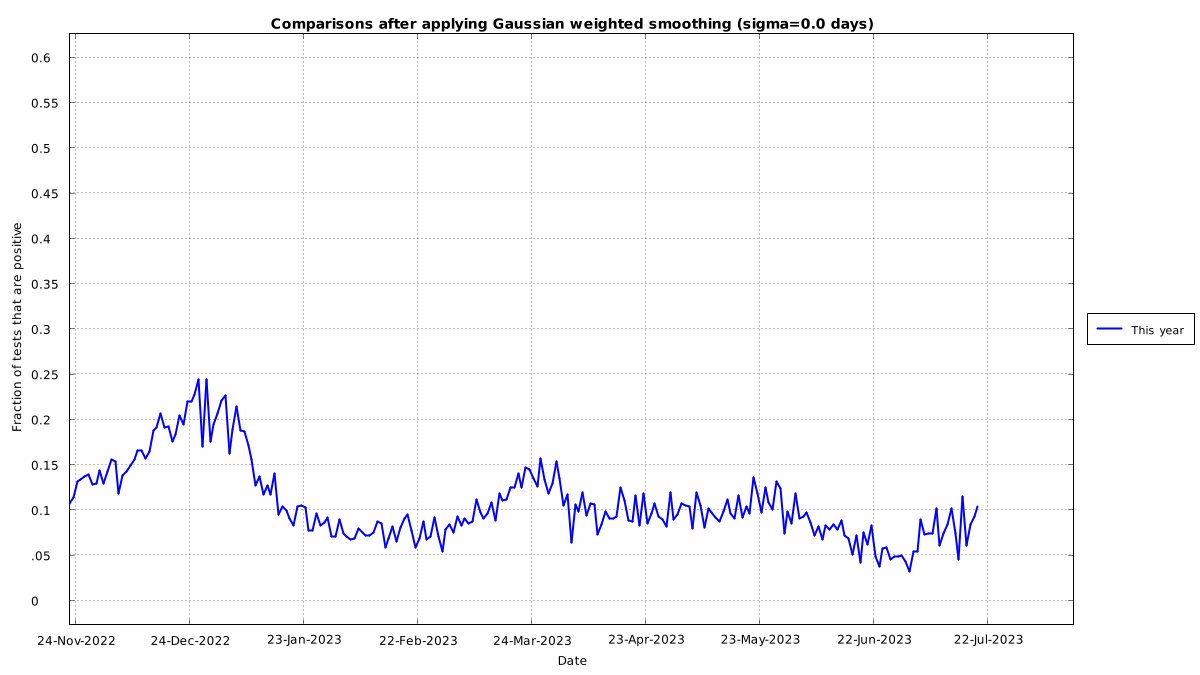 Comparisons after applying Gaussian weighted smoothing (sigma=0.0 days)
0.6
0.55
0.5
0.45
0.4
0.35
0.3
0.25
0.2
0.15
0.1
.05
0
Fraction of tests that are positive
24-Nov-2022 24-Dec-2022 23-Jan-2023 22-Feb-2023 24-Mar-2023 23-Apr-2023 23-May-2023 22-Jun-2023 22-Jul-2023
Date
This year